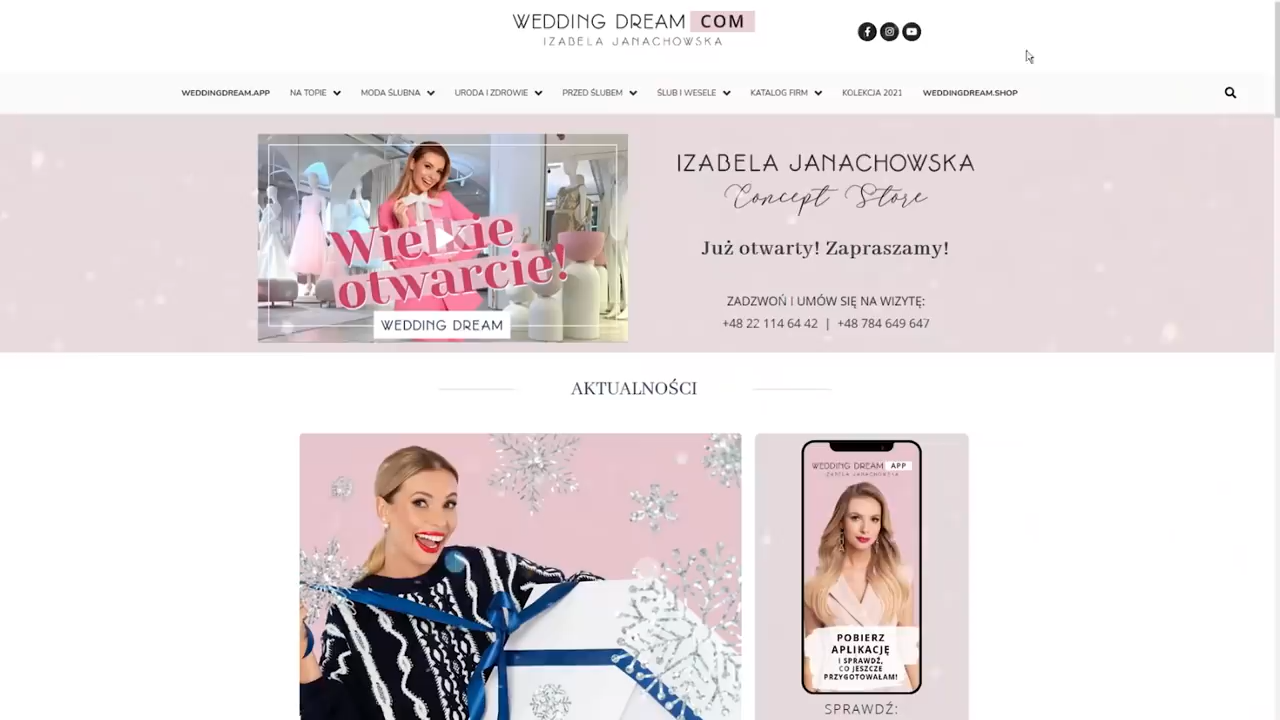 WEDDING DREAM COM
IZABELA JANACHOWSKA
WEDDINGDREAM.APP NA TOPIE MODA ŚLUBNA URODA I ZDROWIE PRZED ŚLUBEM ŚLUB I WESELE KATALOG FIRM KOLEKCJA 2021 WEDDINGDREAM.SHOP
Wielkie
otwarcie!
WEDDING DREAM
IZABELA JANACHOWSKA
Concept Store
Już otwarty! Zapraszamy!
ZADZWOŃ I UMÓW SIĘ NA WIZYTĘ:
+48 22 114 64 42 | +48 784 649 647
AKTUALNOŚCI
WEDDING DREAM APP
IZABELA JANACHOWSKA
POBIERZ
APLIKACJĘ
I SPRAWDŹ,
CO JESZCZE
PRZYGOTOWAŁAM!
SPRAWDŹ: